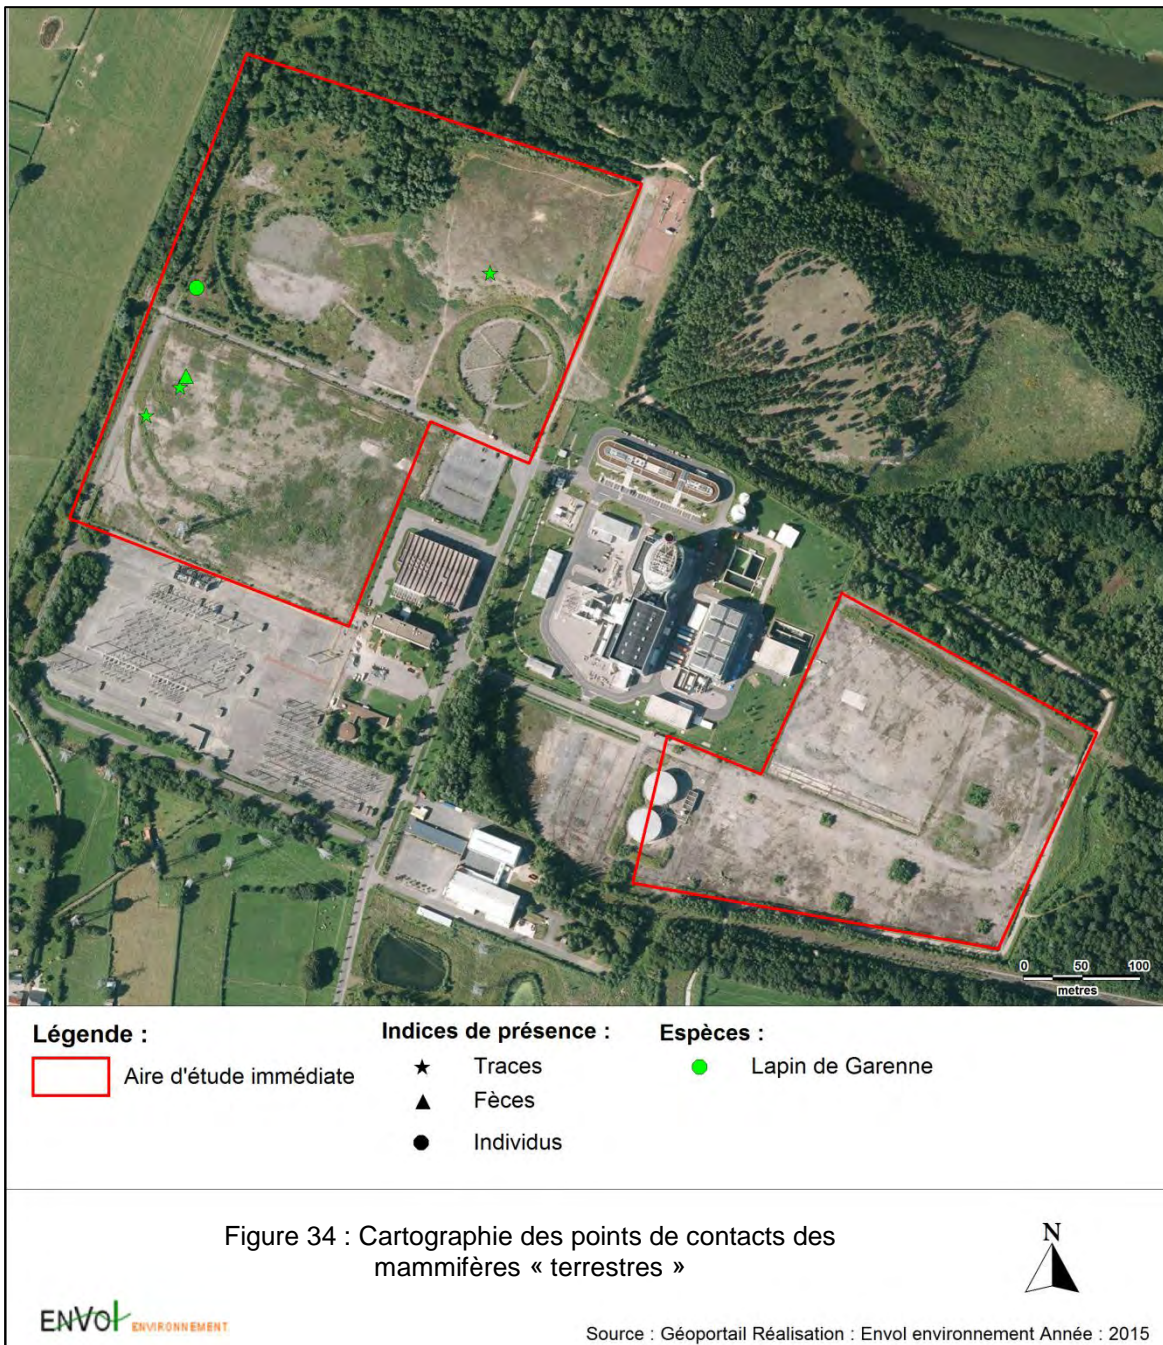 0 50 100
metres
Légende :
Aire d'étude immédiate
Indices de présence :
Traces
Fèces
Individus
Espèces :
Lapin de Garenne
Figure 34 : Cartographie des points de contacts des
mammifères « terrestres »
N
ENVOL ENVIRONNEMENT
Source : Géoportail Réalisation : Envol environnement Année : 2015